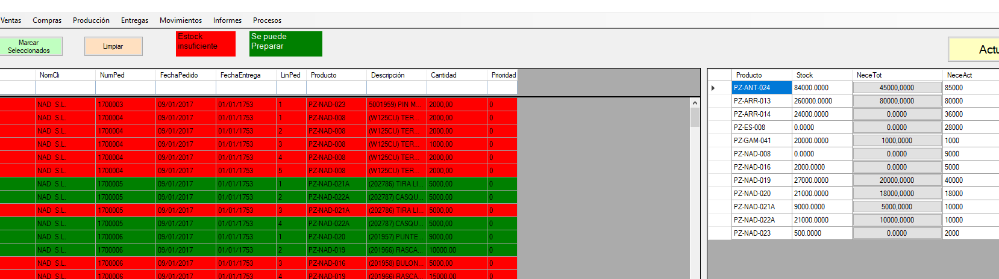 Ventas Compras Producción Entregas Movimientos Informes Procesos
Marcar
Seleccionados
Limpiar
Estock
insuficiente
Se puede
Preparar
NomCli NumPed FechaPedido FechaEntrega LinPed Producto Descripción Cantidad Prioridad
NAD S.L. 1700003 09/01/2017 01/01/1753 1 PZ-NAD-023 5001959) PIN M... 2000,00 0
NAD S.L. 1700004 09/01/2017 01/01/1753 1 PZ-NAD-008 (W125CU) TER... 2000,00 0
NAD S.L. 1700004 09/01/2017 01/01/1753 2 PZ-NAD-008 (W125CU) TER... 2000,00 0
NAD S.L. 1700004 09/01/2017 01/01/1753 3 PZ-NAD-008 (W125CU) TER... 1000,00 0
NAD S.L. 1700004 09/01/2017 01/01/1753 4 PZ-NAD-008 (W125CU) TER... 2000,00 0
NAD S.L. 1700004 09/01/2017 01/01/1753 5 PZ-NAD-008 (W125CU) TER... 2000,00 0
NAD S.L. 1700005 09/01/2017 01/01/1753 1 PZ-NAD-021A (202786) TIRA LI... 5000,00 0
NAD S.L. 1700005 09/01/2017 01/01/1753 2 PZ-NAD-022A (202787) CASQU... 5000,00 0
NAD S.L. 1700005 09/01/2017 01/01/1753 3 PZ-NAD-021A (202786) TIRA LI... 5000,00 0
NAD S.L. 1700005 09/01/2017 01/01/1753 4 PZ-NAD-022A (202787) CASQU... 5000,00 0
NAD S.L. 1700006 09/01/2017 01/01/1753 1 PZ-NAD-020 (201957) PUNTE... 9000,00 0
NAD S.L. 1700006 09/01/2017 01/01/1753 2 PZ-NAD-019 (201966) RASCA... 10000,00 0
NAD S.L. 1700006 09/01/2017 01/01/1753 3 PZ-NAD-016 (201958) BULON... 5000,00 0
NAD S.L. 1700006 09/01/2017 01/01/1753 4 PZ-NAD-019 (201966) RASCA... 15000,00 0
Actu
Producto Stock NeceTot NeceAct
PZ-ANT-024 84000.0000 45000,0000 85000
PZ-ARR-013 260000.0000 80000,0000 80000
PZ-ARR-014 24000.0000 0.0000 36000
PZ-ES-008 0.0000 0.0000 28000
PZ-GAM-041 20000.0000 1000,0000 1000
PZ-NAD-008 0.0000 0.0000 9000
PZ-NAD-016 2000.0000 0.0000 5000
PZ-NAD-019 27000.0000 20000,0000 40000
PZ-NAD-020 21000.0000 18000,0000 18000
PZ-NAD-021A 9000.0000 5000,0000 10000
PZ-NAD-022A 21000.0000 10000,0000 10000
PZ-NAD-023 500.0000 0.0000 2000